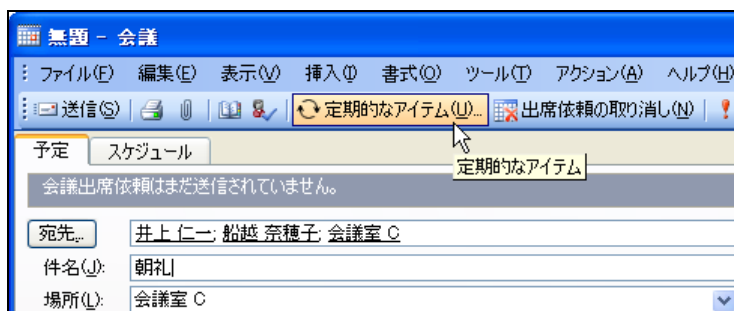 無題 - 会議
ファイル(F) 編集(E) 表示(V) 挿入(I) 書式(O) ツール(T) アクション(A) ヘルプ(H)
送信(S) 定期的なアイテム(U)... 出席依頼の取り消し(N)
予定 スケジュール
定期的なアイテム
会議出席依頼はまだ送信されていません。
宛先... 井上 仁一; 船越 奈穂子; 会議室 C
件名(J): 朝礼
場所(L): 会議室 C